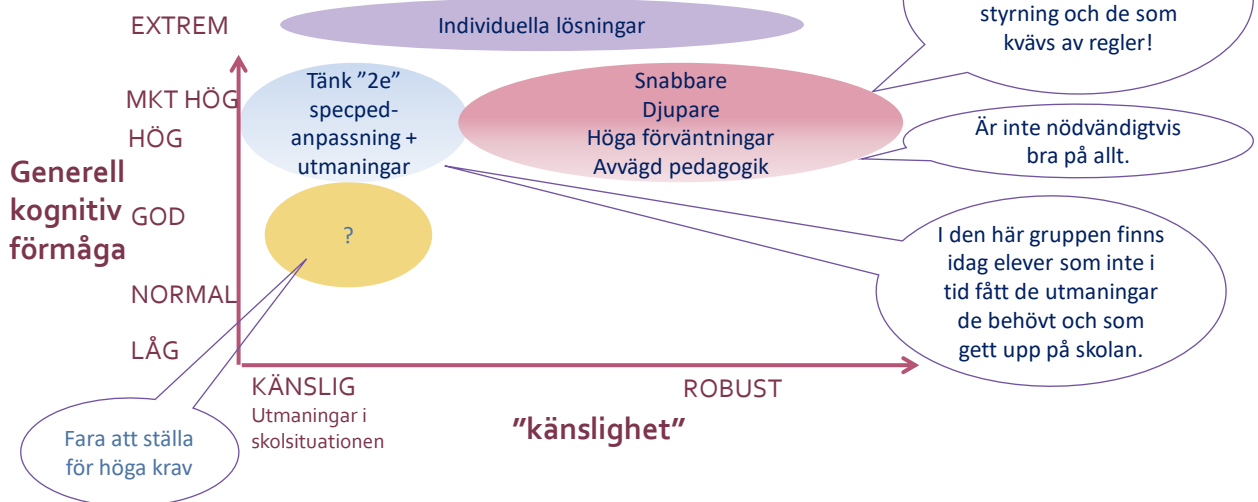 styrning och de som
kvävs av regler!
EXTREM
Individuella lösningar
MKT HÖG
HÖG
Tänk ”2e”
specped-
anpassning +
utmaningar
Snabbare
Djupare
Höga förväntningar
Avvägd pedagogik
Är inte nödvändigtvis
bra på allt.
Generell
kognitiv
förmåga
GOD
?
I den här gruppen finns
idag elever som inte i
tid fått de utmaningar
de behövt och som
gett upp på skolan.
NORMAL
LÅG
KÄNSLIG
Utmaningar i
skolsituationen
ROBUST
”känslighet”
Fara att ställa
för höga krav